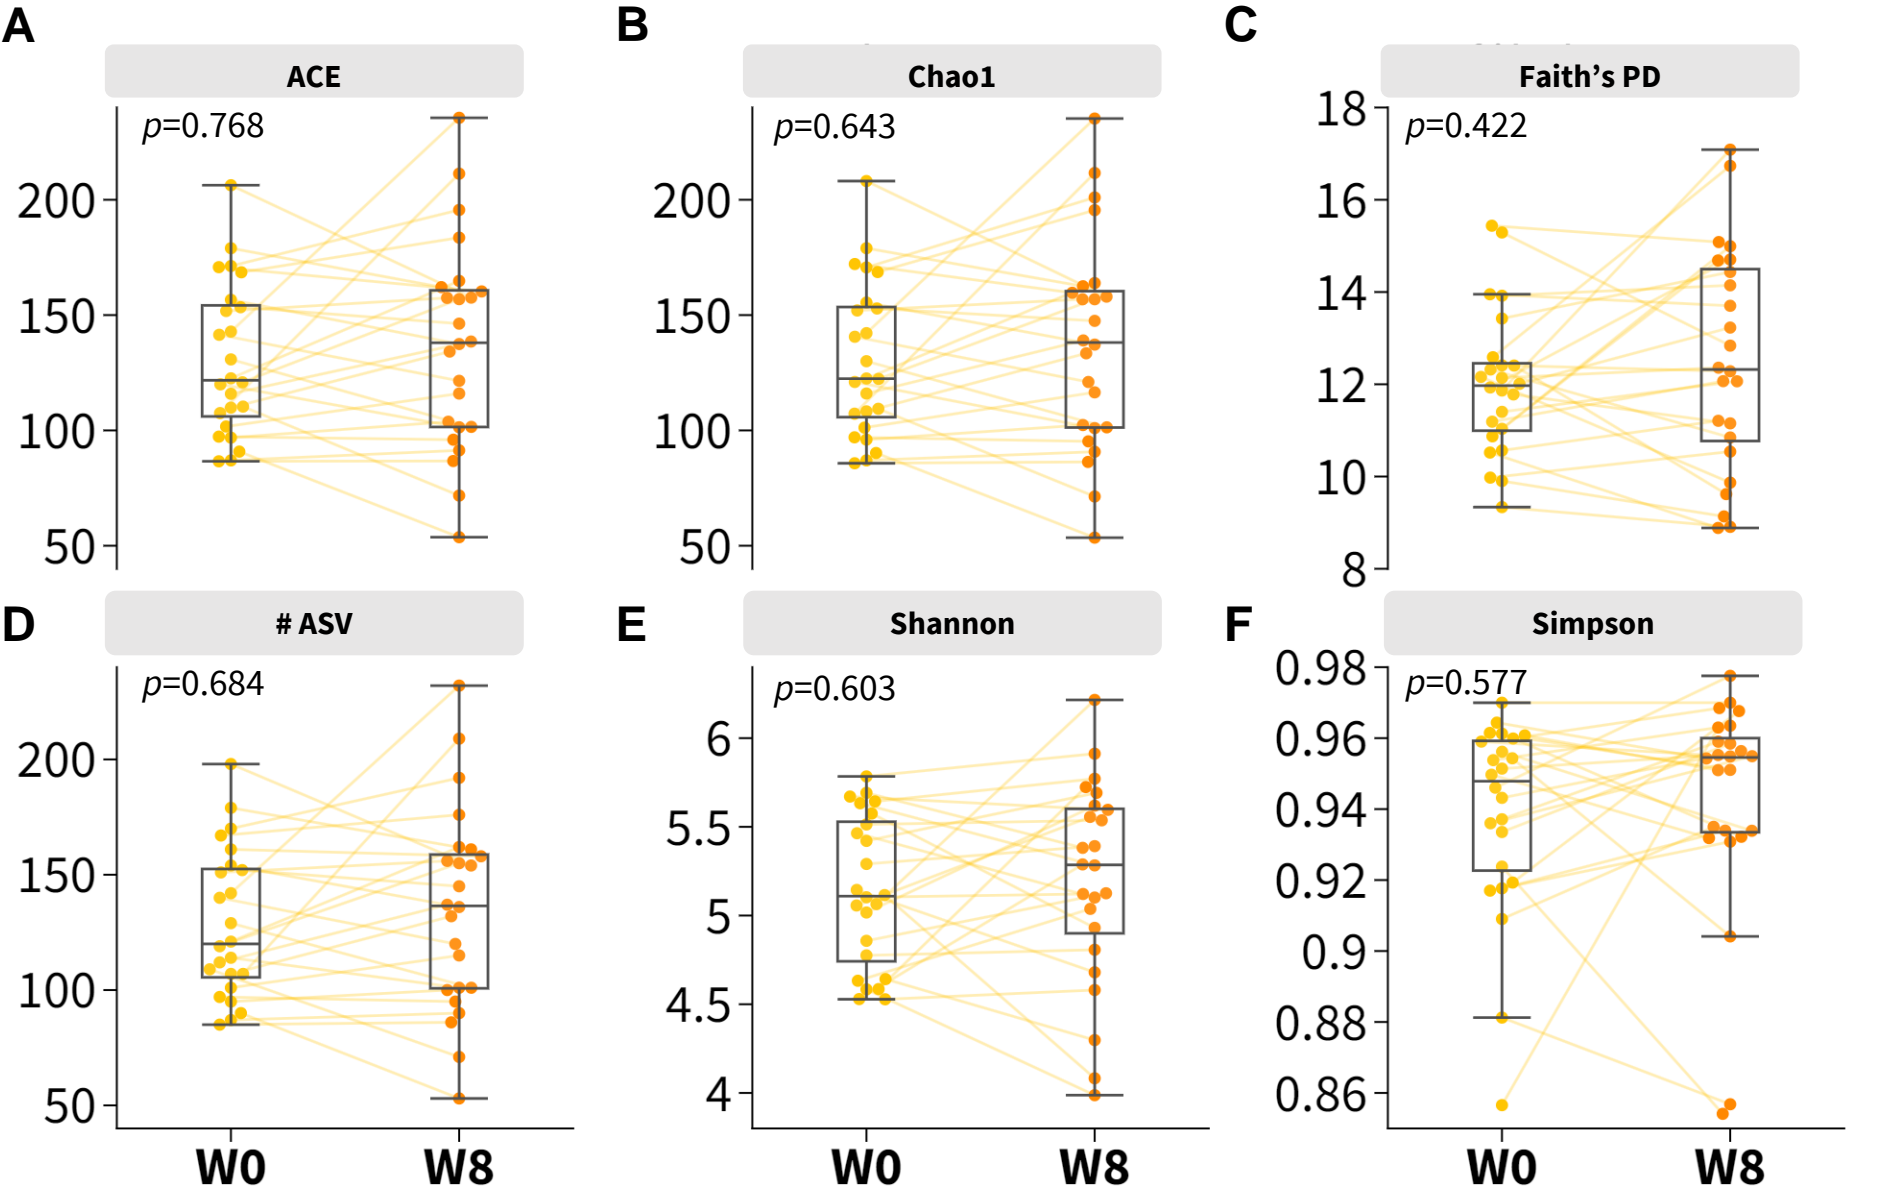 A
B
C
ACE
Chao1
Faith’s PD
p=0.768
200
150
100
50
p=0.643
200
150
100
50
p=0.422
18
16
14
12
10
8
D
E
F
# ASV
Shannon
Simpson
p=0.684
200
150
100
50
W0 W8
p=0.603
6
5.5
5
4.5
4
W0 W8
p=0.577
0.98
0.96
0.94
0.92
0.9
0.88
0.86
W0 W8